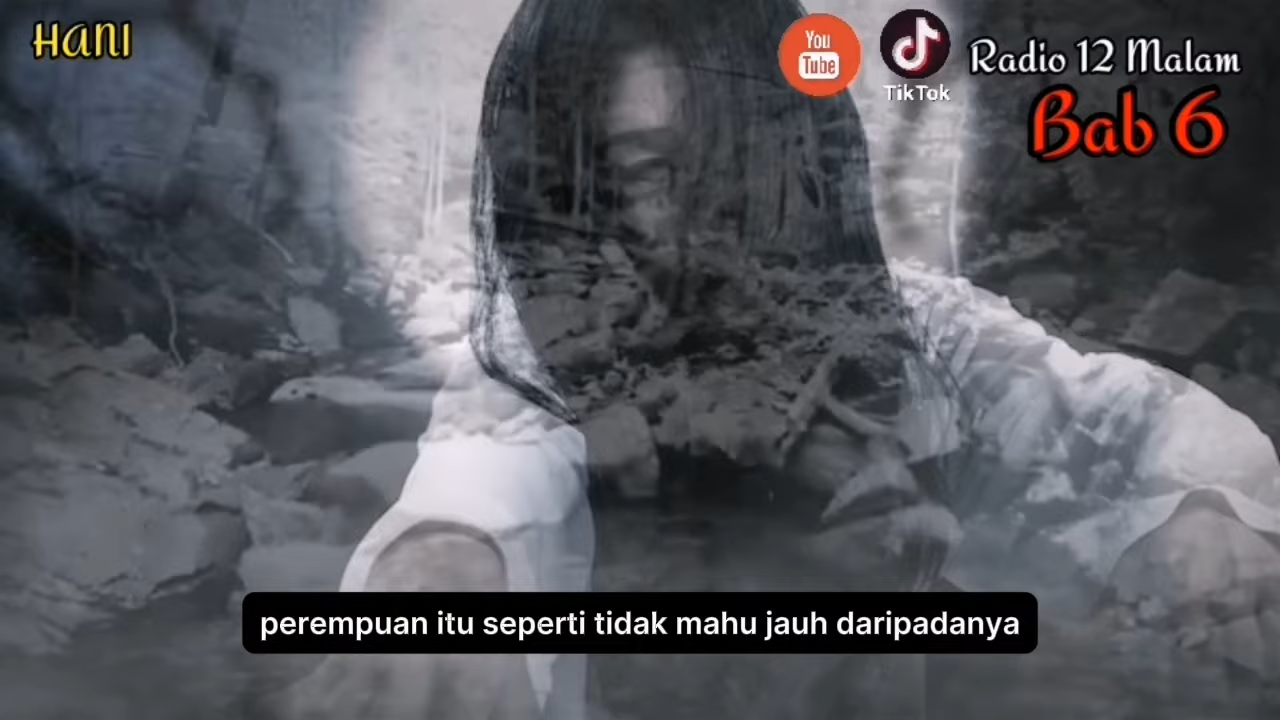 HANI
You
Tube
TikTok
Radio 12 Malam
Bab 6
perempuan itu seperti tidak mahu jauh daripadanya